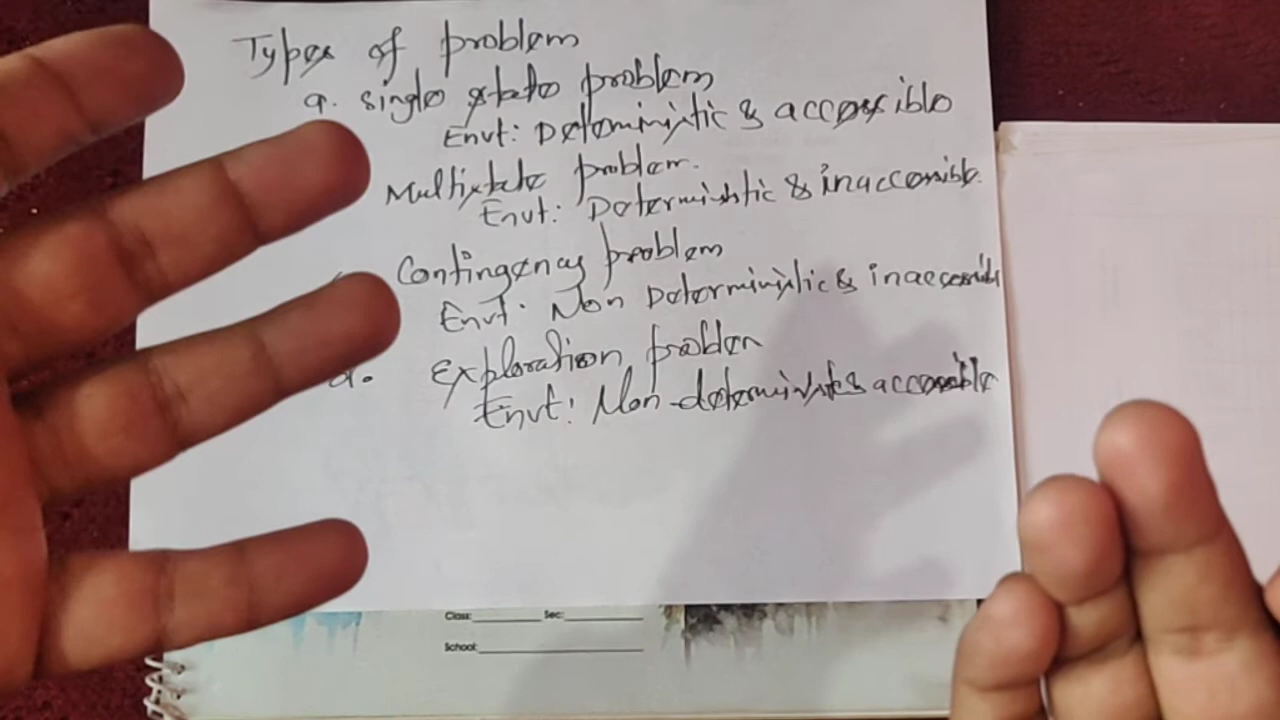 Types of problem
a. single state problem
Envt: Deterministic & accessible
Multistate problem.
Envt: Deterministic & inaccessible.
Contingency problem
Envt: Non Deterministic & inaccessible
d. Exploration problem
Envt: Non-deterministic & accessible
Class: Sec:
School: